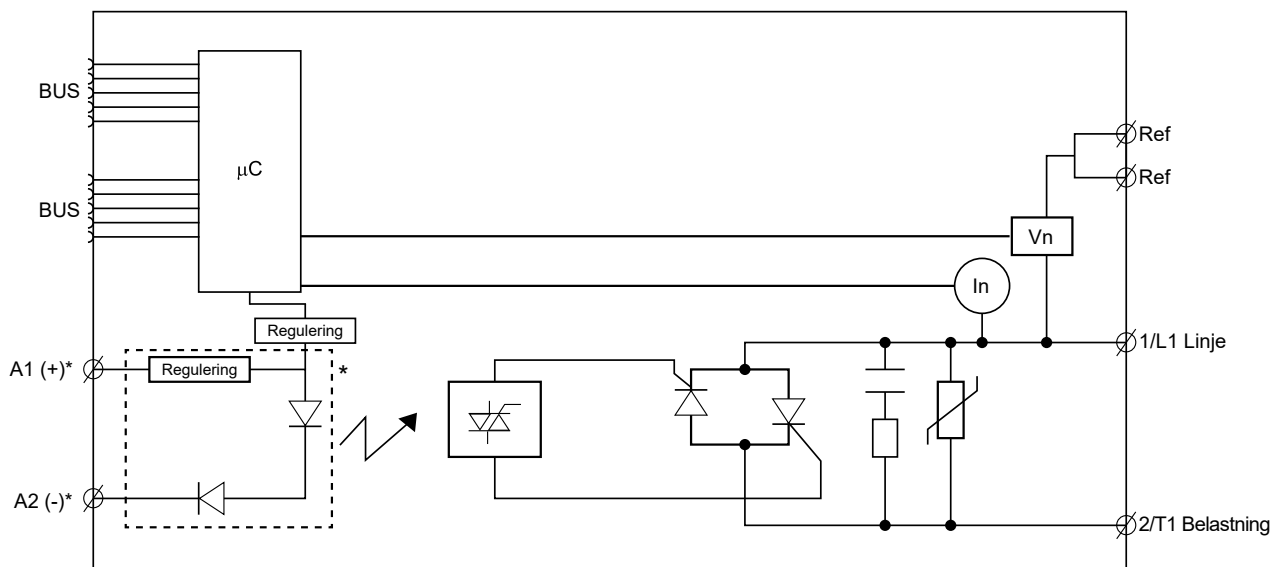 BUS
μC
Ref
Ref
BUS
Vn
In
Regulering
1/L1 Linje
A1 (+)*
Regulering
*
A2 (-)*
2/T1 Belastning